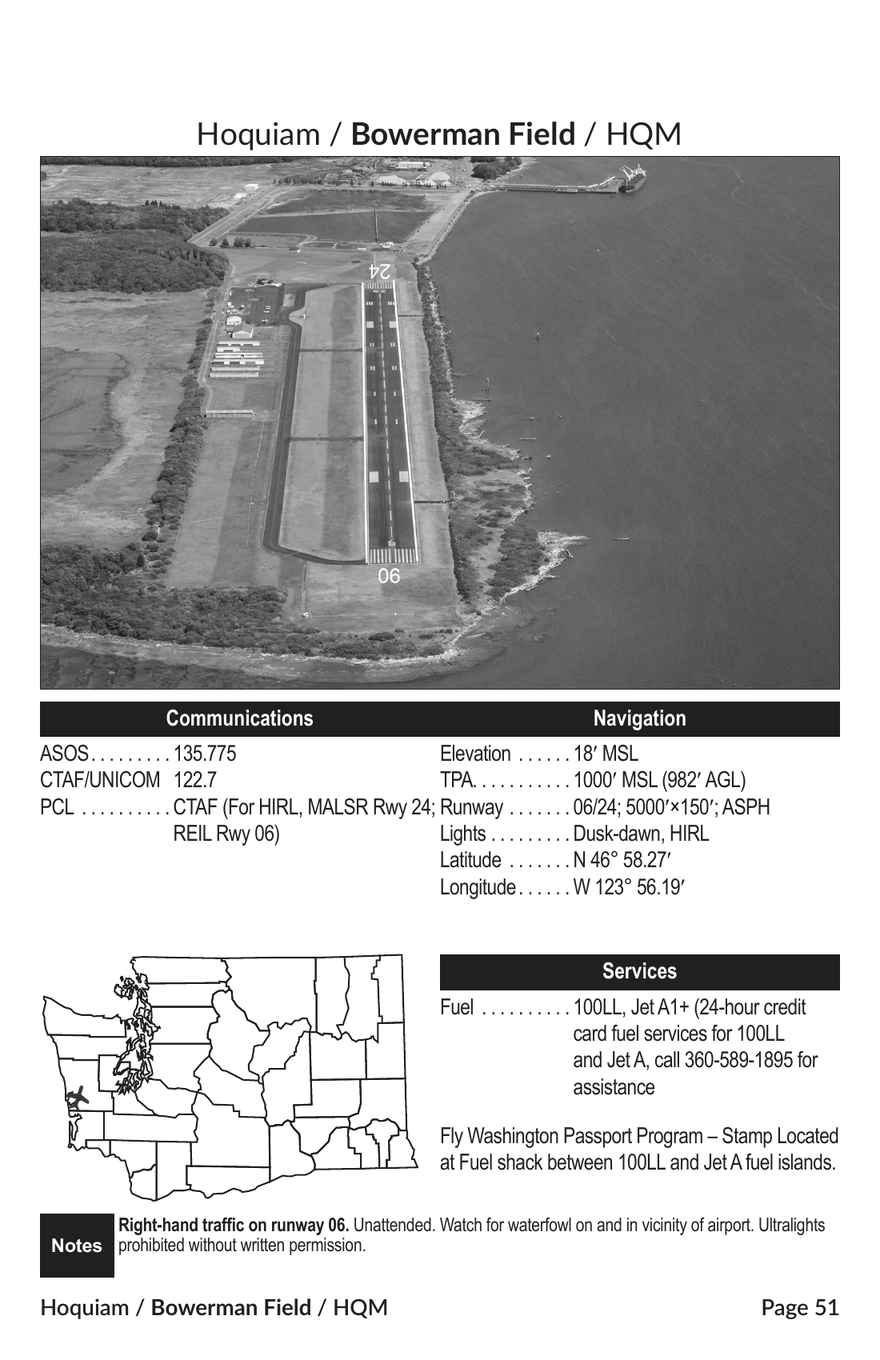 Hoquiam / Bowerman Field / HQM
24
06
Communications
ASOS . . . . . . . . . 135.775
CTAF/UNICOM 122.7
PCL . . . . . . . . . . CTAF (For HIRL, MALSR Rwy 24;
REIL Rwy 06)
Navigation
Elevation . . . . . . 18′ MSL
TPA. . . . . . . . . . . 1000′ MSL (982′ AGL)
Runway . . . . . . . 06/24; 5000′×150′; ASPH
Lights . . . . . . . . . Dusk-dawn, HIRL
Latitude . . . . . . . N 46° 58.27′
Longitude . . . . . . W 123° 56.19′
Services
Fuel . . . . . . . . . . 100LL, Jet A1+ (24-hour credit
card fuel services for 100LL
and Jet A, call 360-589-1895 for
assistance
Fly Washington Passport Program – Stamp Located
at Fuel shack between 100LL and Jet A fuel islands.
Notes
Right-hand traffic on runway 06. Unattended. Watch for waterfowl on and in vicinity of airport. Ultralights
prohibited without written permission.
Hoquiam / Bowerman Field / HQM
Page 51